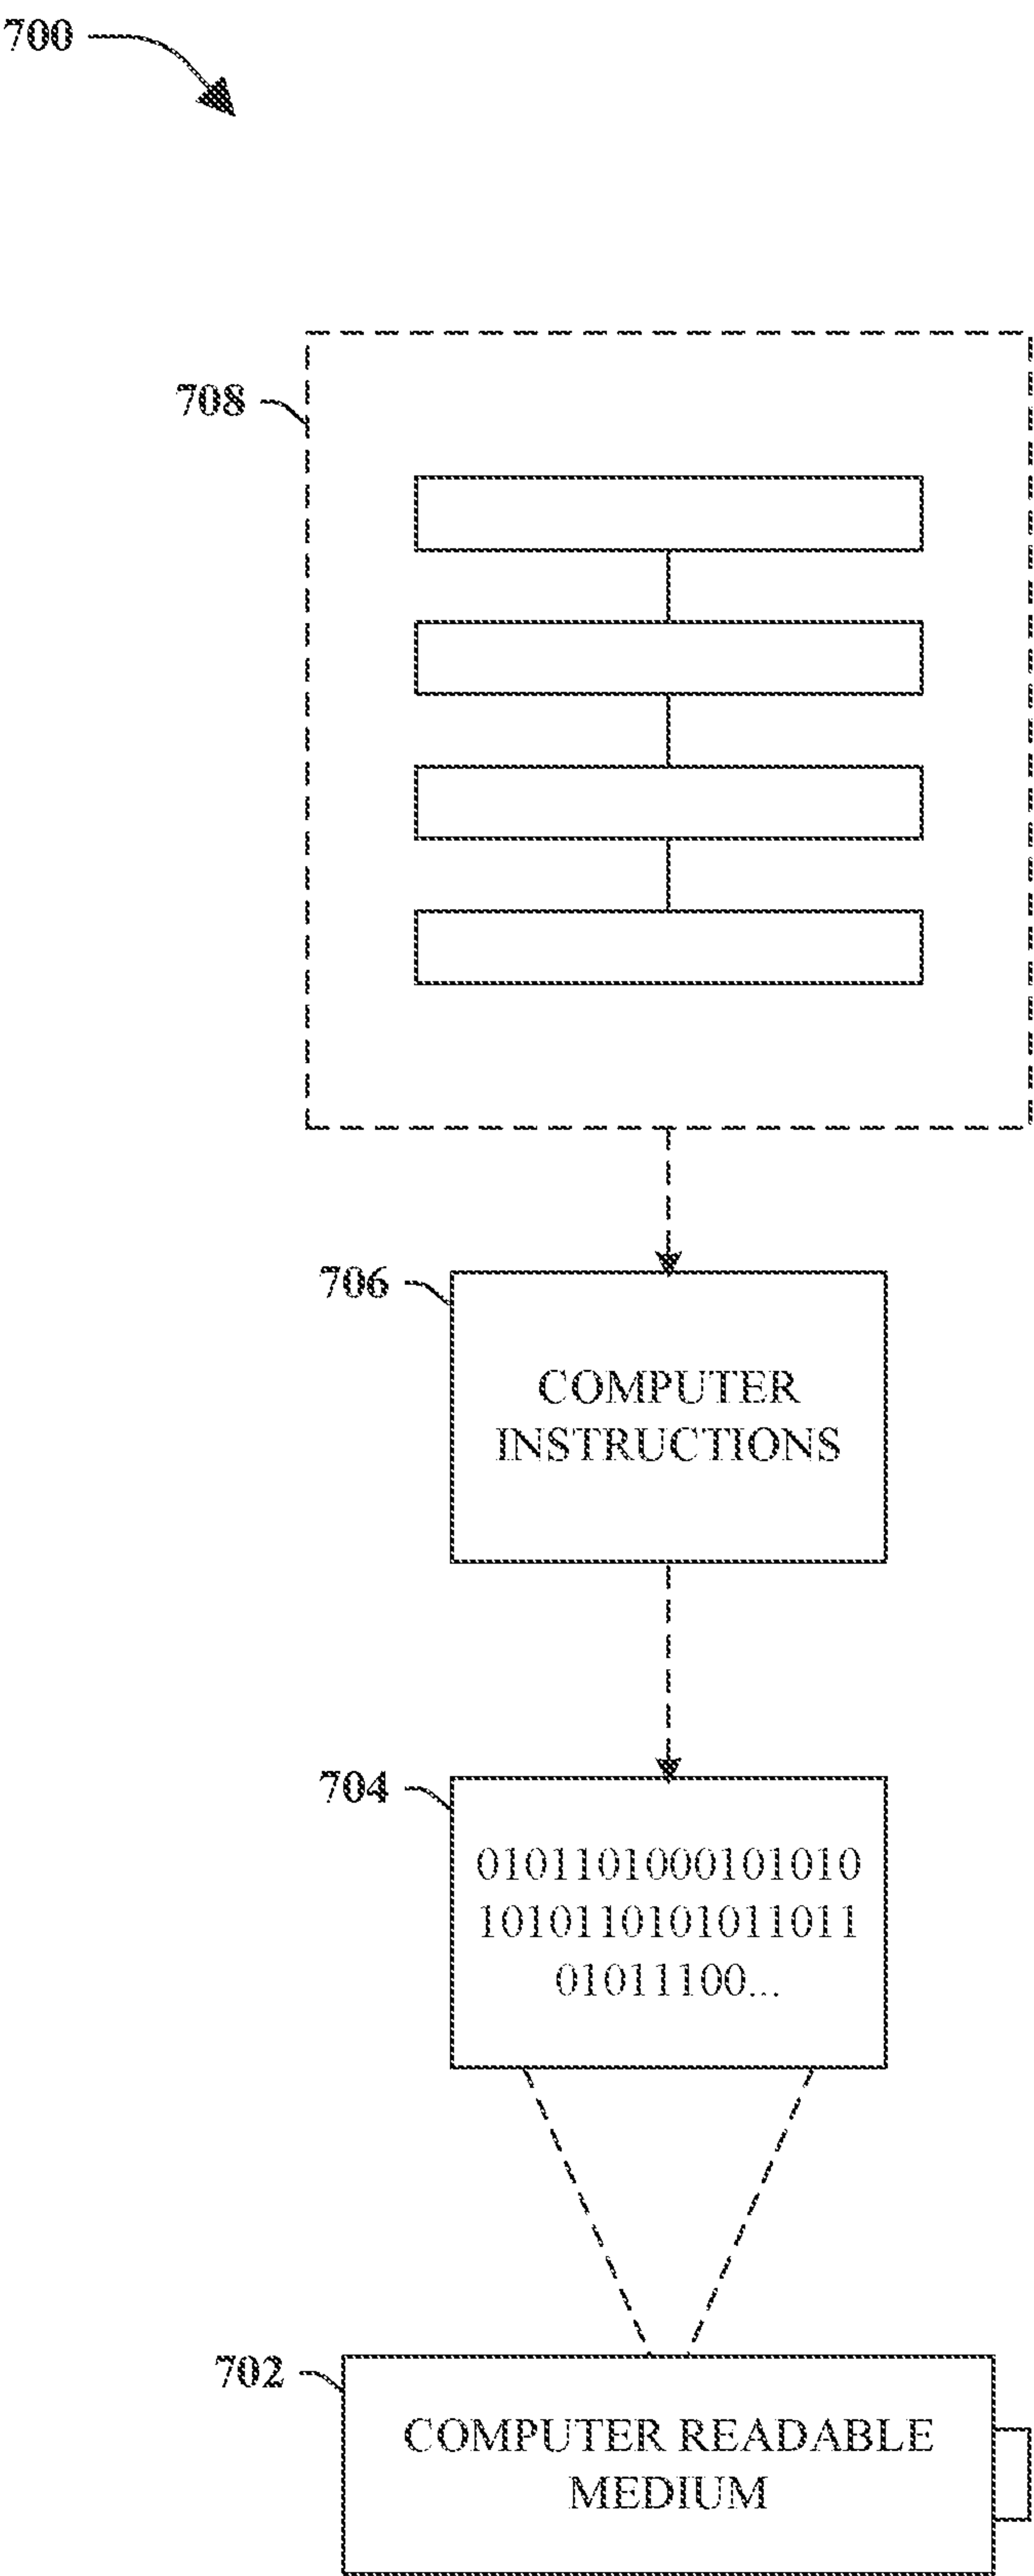 700
708
706
COMPUTER
INSTRUCTIONS
704
0101101000101010
1010110101011011
01011100...
702
COMPUTER READABLE
MEDIUM